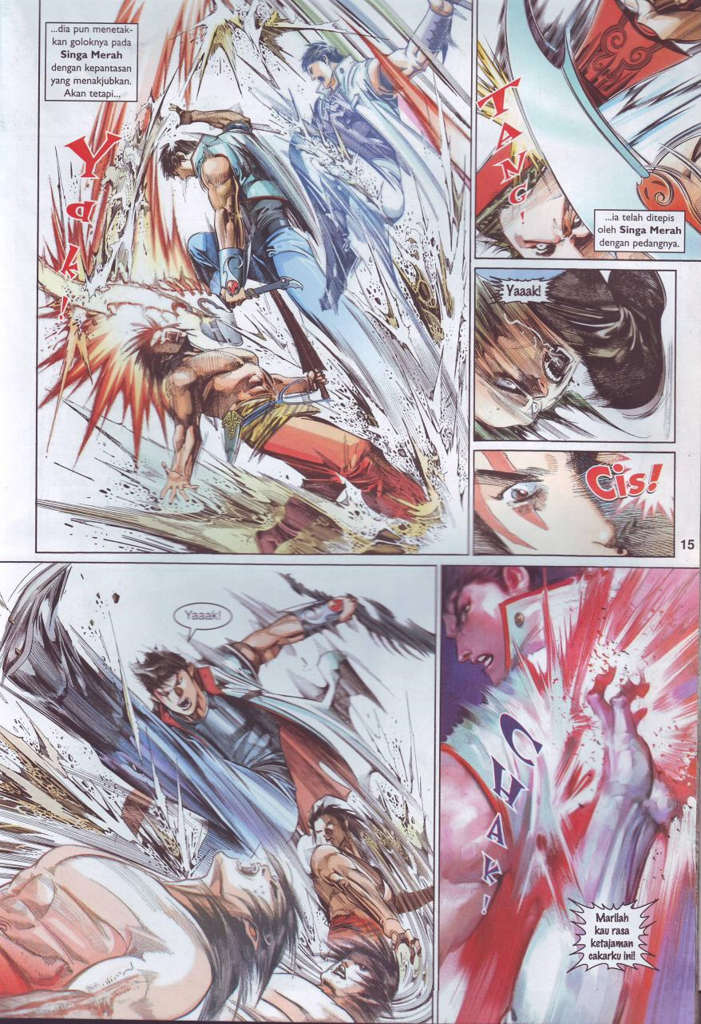 ...dia pun menetak-
kan goloknya pada
Singa Merah
dengan kepantasan
yang menakjubkan.
Akan tetapi...
Yak!
TANG!
...ia telah ditepis
oleh Singa Merah
dengan pedangnya.
Yaaak!
Cis!
15
Yaaak!
CHAK!
Marilah
kau rasa
ketajaman
cakarku ini!